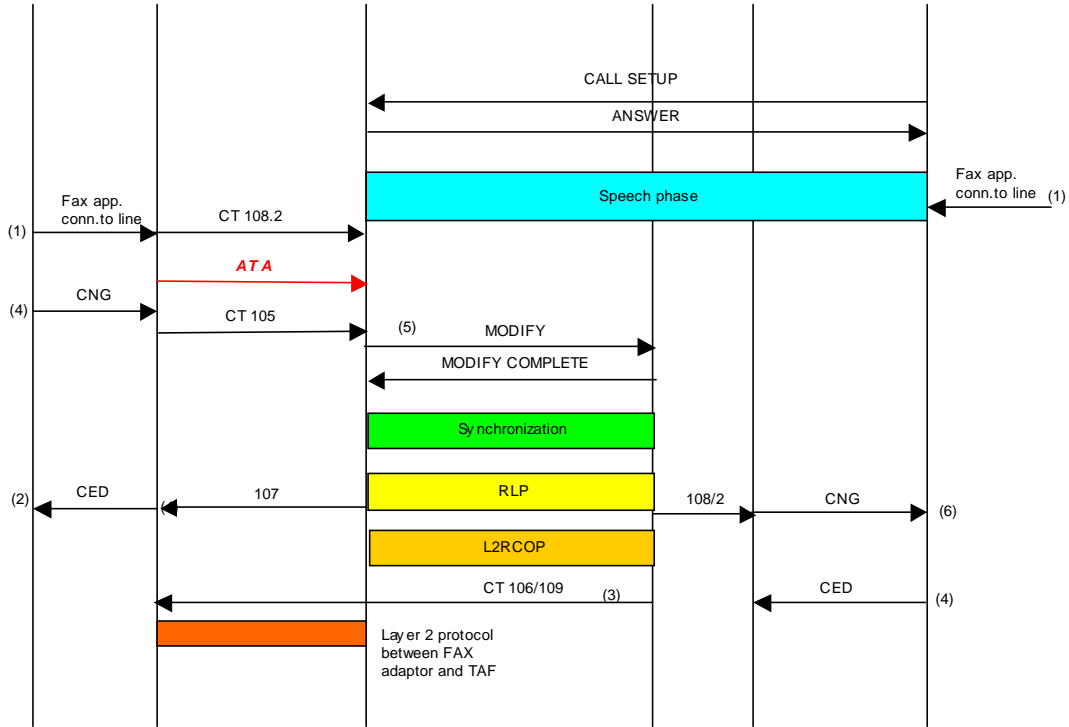 CALL SETUP
ANSWER
Speech phase
Fax app.
conn.to line
(1)
Fax app.
conn.to line
(1)
CT 108.2
ATA
(4)
CNG
CT 105
(5)
MODIFY
MODIFY COMPLETE
Synchronization
(2)
CED
107
RLP
108/2
CNG
(6)
L2RCOP
CT 106/109
(3)
CED
(4)
Layer 2 protocol
between FAX
adaptor and TAF